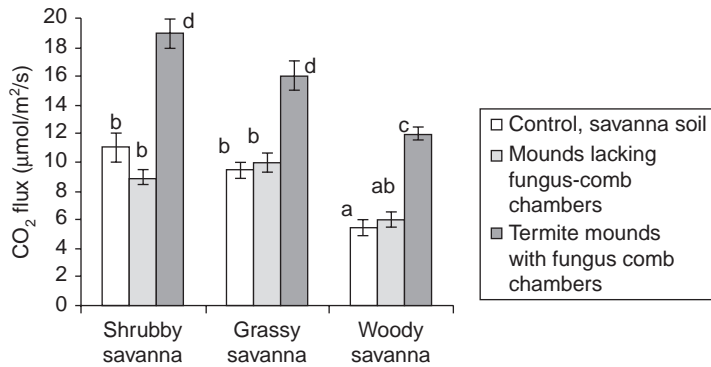 CO2 flux (μmol/m2/s)
20
18
16
14
12
10
8
6
4
2
0
b
b
d
b
b
d
a
ab
c
Shrubby
savanna
Grassy
savanna
Woody
savanna
Control, savanna soil
Mounds lacking
fungus-comb
chambers
Termite mounds
with fungus comb
chambers